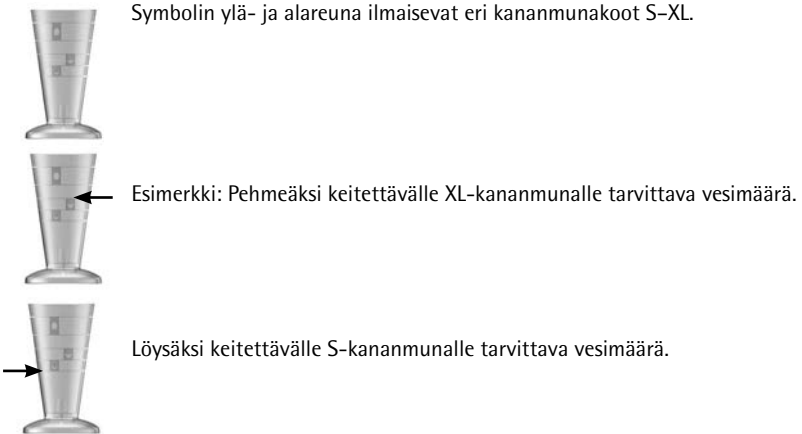 Symbolin ylä- ja alareuna ilmaisevat eri kananmunakoot S–XL.
Esimerkki: Pehmeäksi keitettävälle XL-kananmunalle tarvittava vesimäärä.
Löysäksi keitettävälle S-kananmunalle tarvittava vesimäärä.